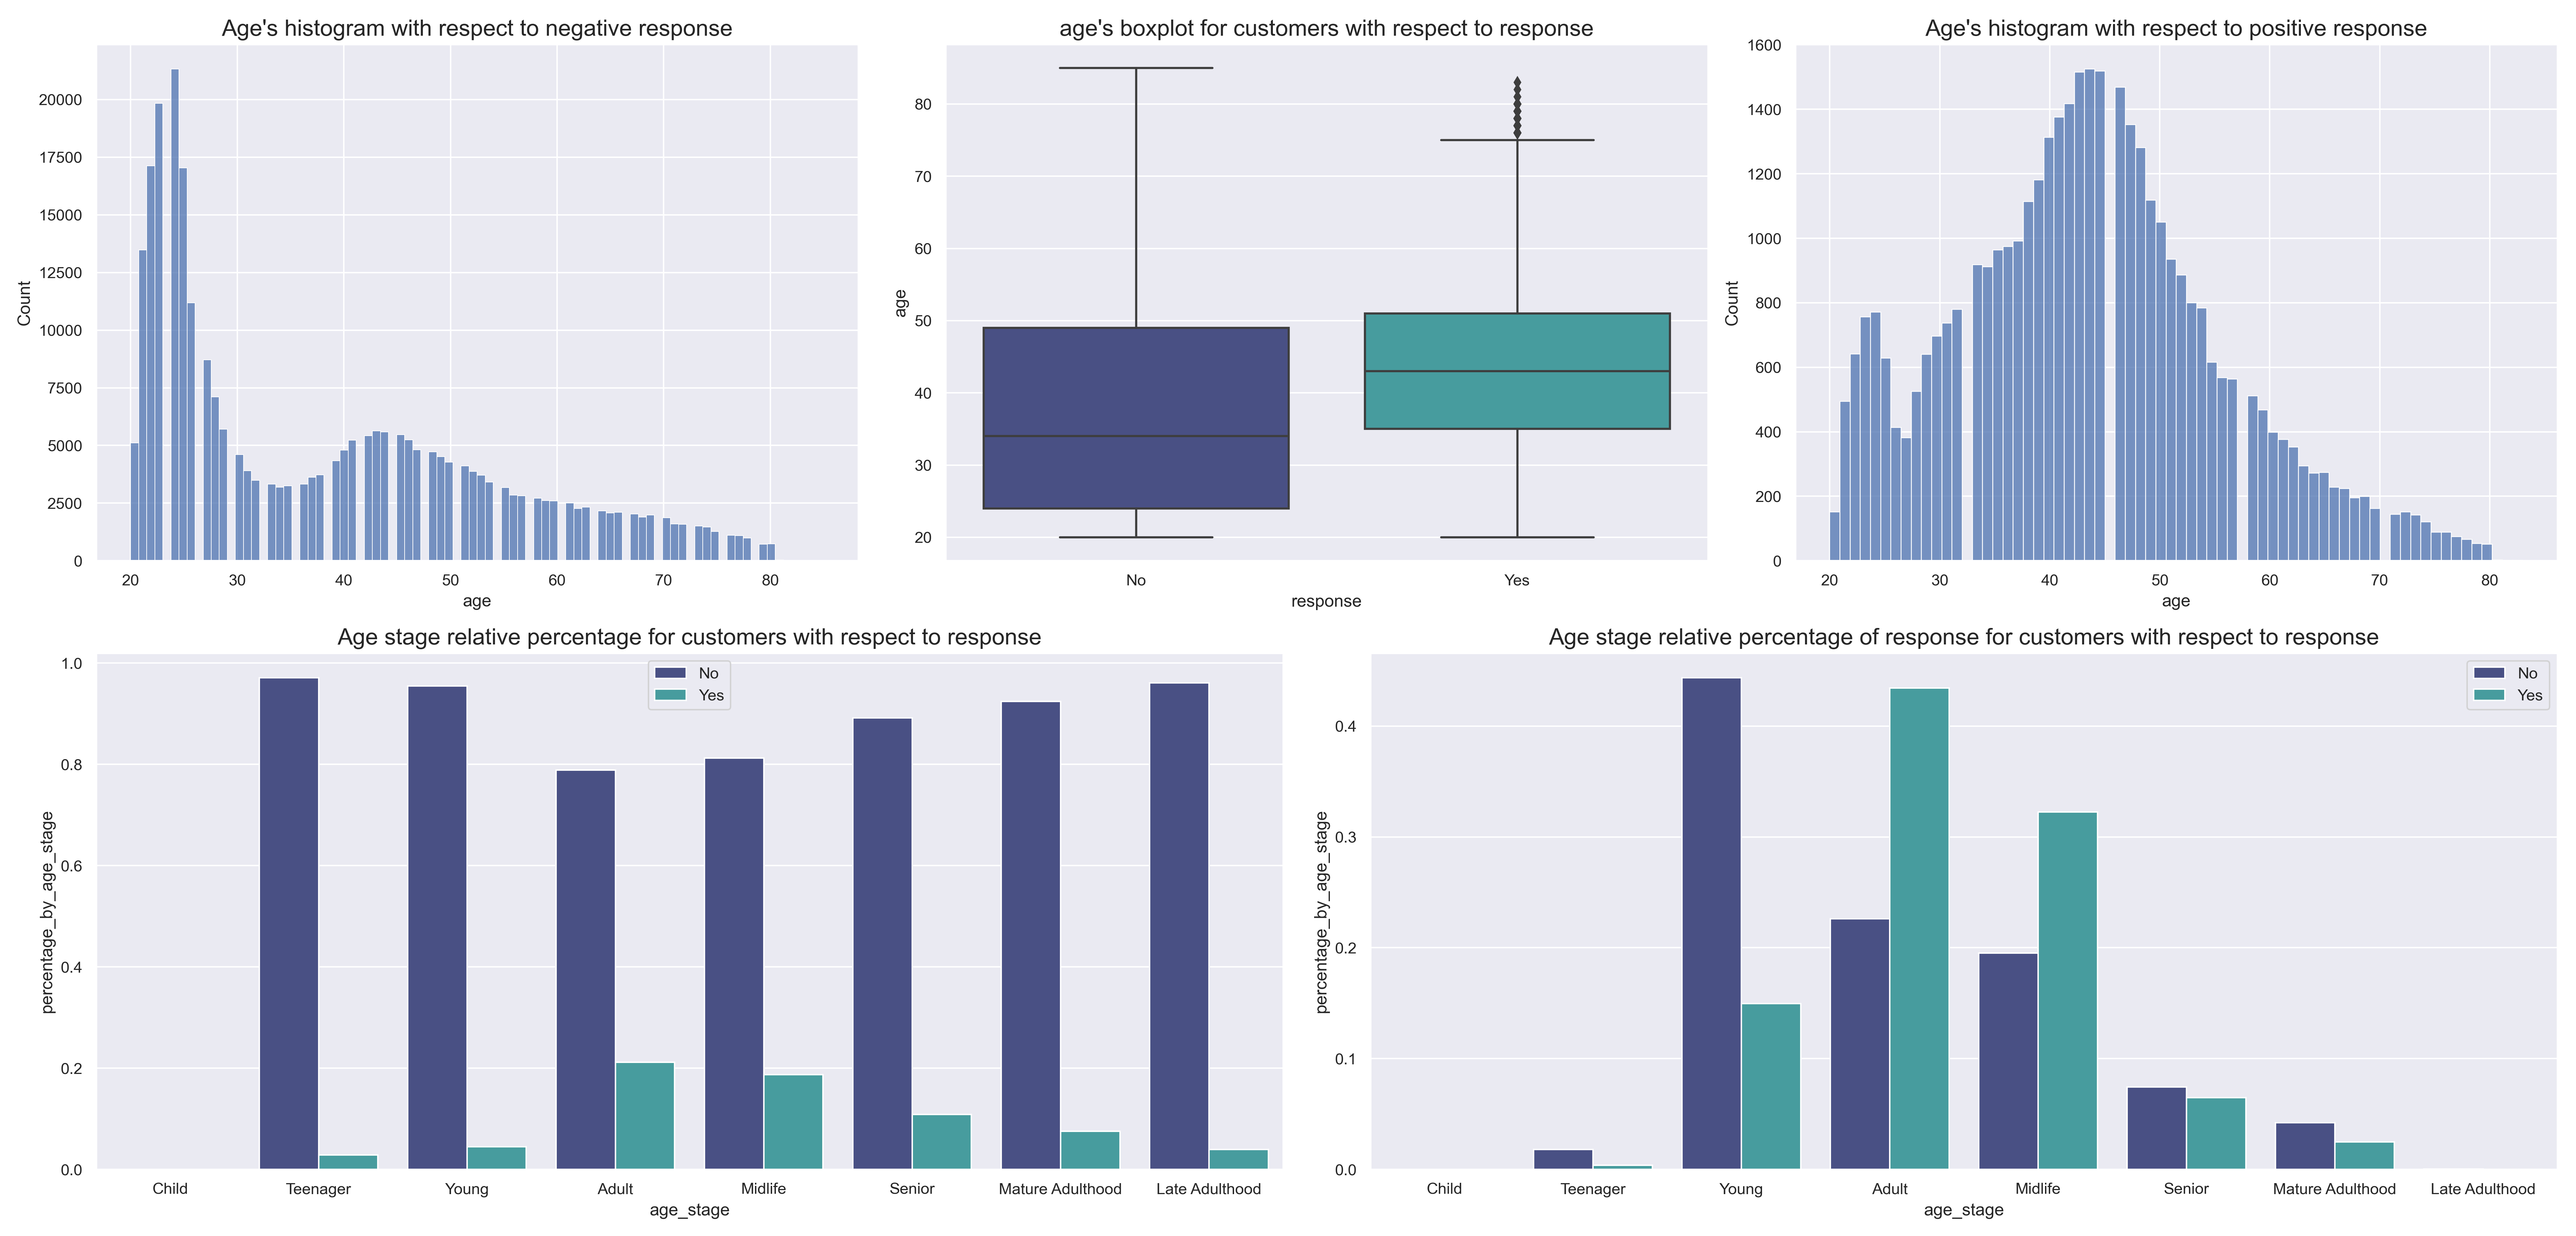 Age's histogram with respect to negative response
Count
20000
17500
15000
12500
10000
7500
5000
2500
0
20 30 40 50 60 70 80
age
age's boxplot for customers with respect to response
age
80
70
60
50
40
30
20
No Yes
response
Age's histogram with respect to positive response
Count
1600
1400
1200
1000
800
600
400
200
0
20 30 40 50 60 70 80
age
Age stage relative percentage for customers with respect to response
No
Yes
percentage_by_age_stage
1.0
0.8
0.6
0.4
0.2
0.0
Child Teenager Young Adult Midlife Senior Mature Adulthood Late Adulthood
age_stage
Age stage relative percentage of response for customers with respect to response
No
Yes
percentage_by_age_stage
0.4
0.3
0.2
0.1
0.0
Child Teenager Young Adult Midlife Senior Mature Adulthood Late Adulthood
age_stage